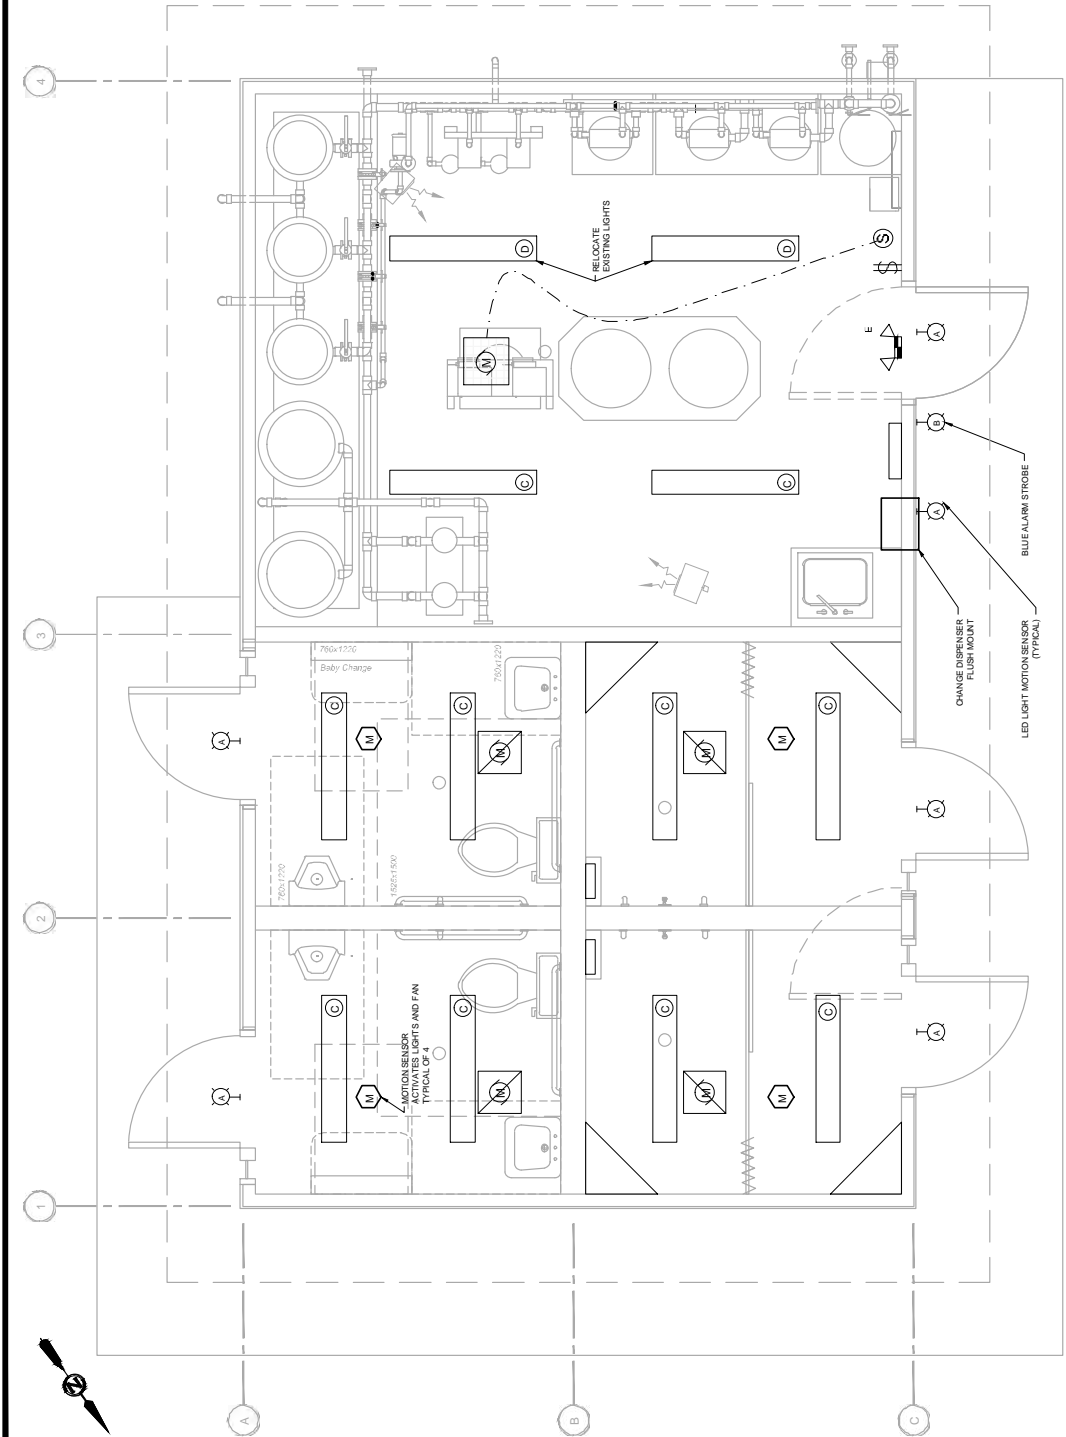 4
3
2
1
A
B
C
N
RELOCATE
EXISTING LIGHTS
D
D
S
S
E
M
A
B
A
C
C
BLUE ALARM STROBE
CHANGE DISPENSER
FLUSH MOUNT
LED LIGHT MOTION SENSOR
(TYPICAL)
760x1220
Baby Change
760x1220
760x1220
1525x1500
A
C
M
C
M
C
M
C
M
A
A
C
M
C
M
C
M
C
M
A
MOTION SENSOR
ACTIVATES LIGHTS AND FAN
TYPICAL OF 4